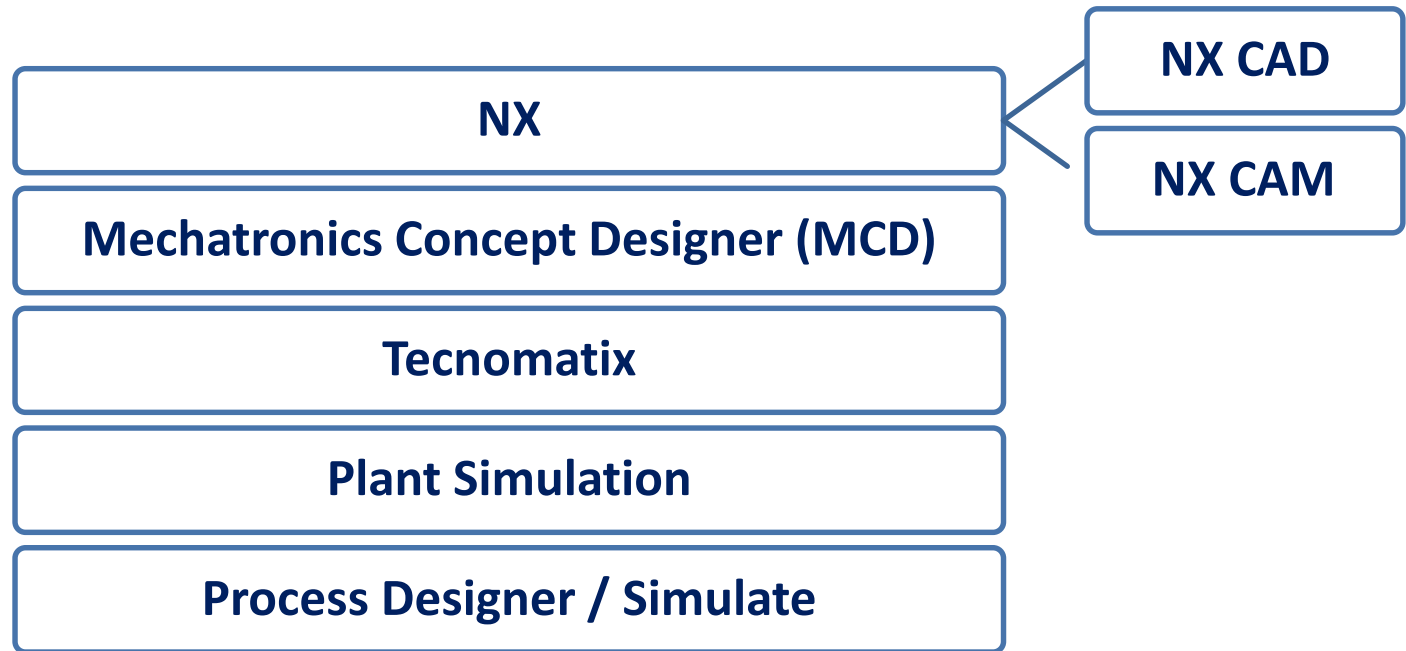 NX CAD
NX
NX CAM
Mechatronics Concept Designer (MCD)
Tecnomatix
Plant Simulation
Process Designer / Simulate